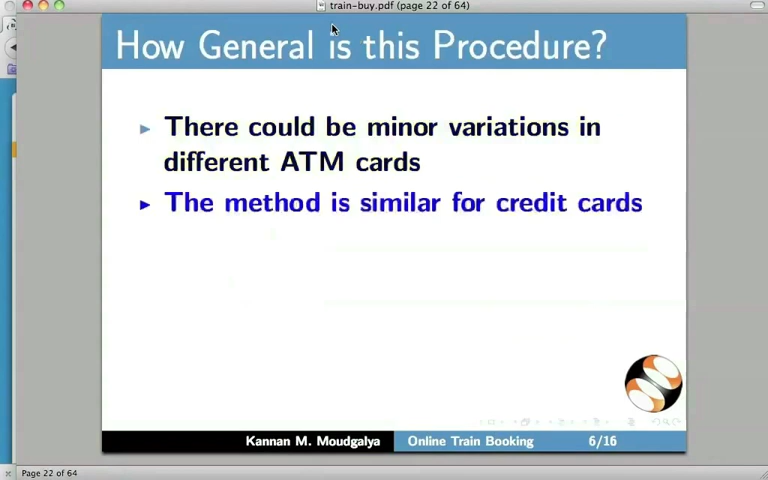 train-buy.pdf (page 22 of 64)
How General is this Procedure?
There could be minor variations in
different ATM cards
The method is similar for credit cards
Kannan M. Moudgalya Online Train Booking 6/16
Page 22 of 64